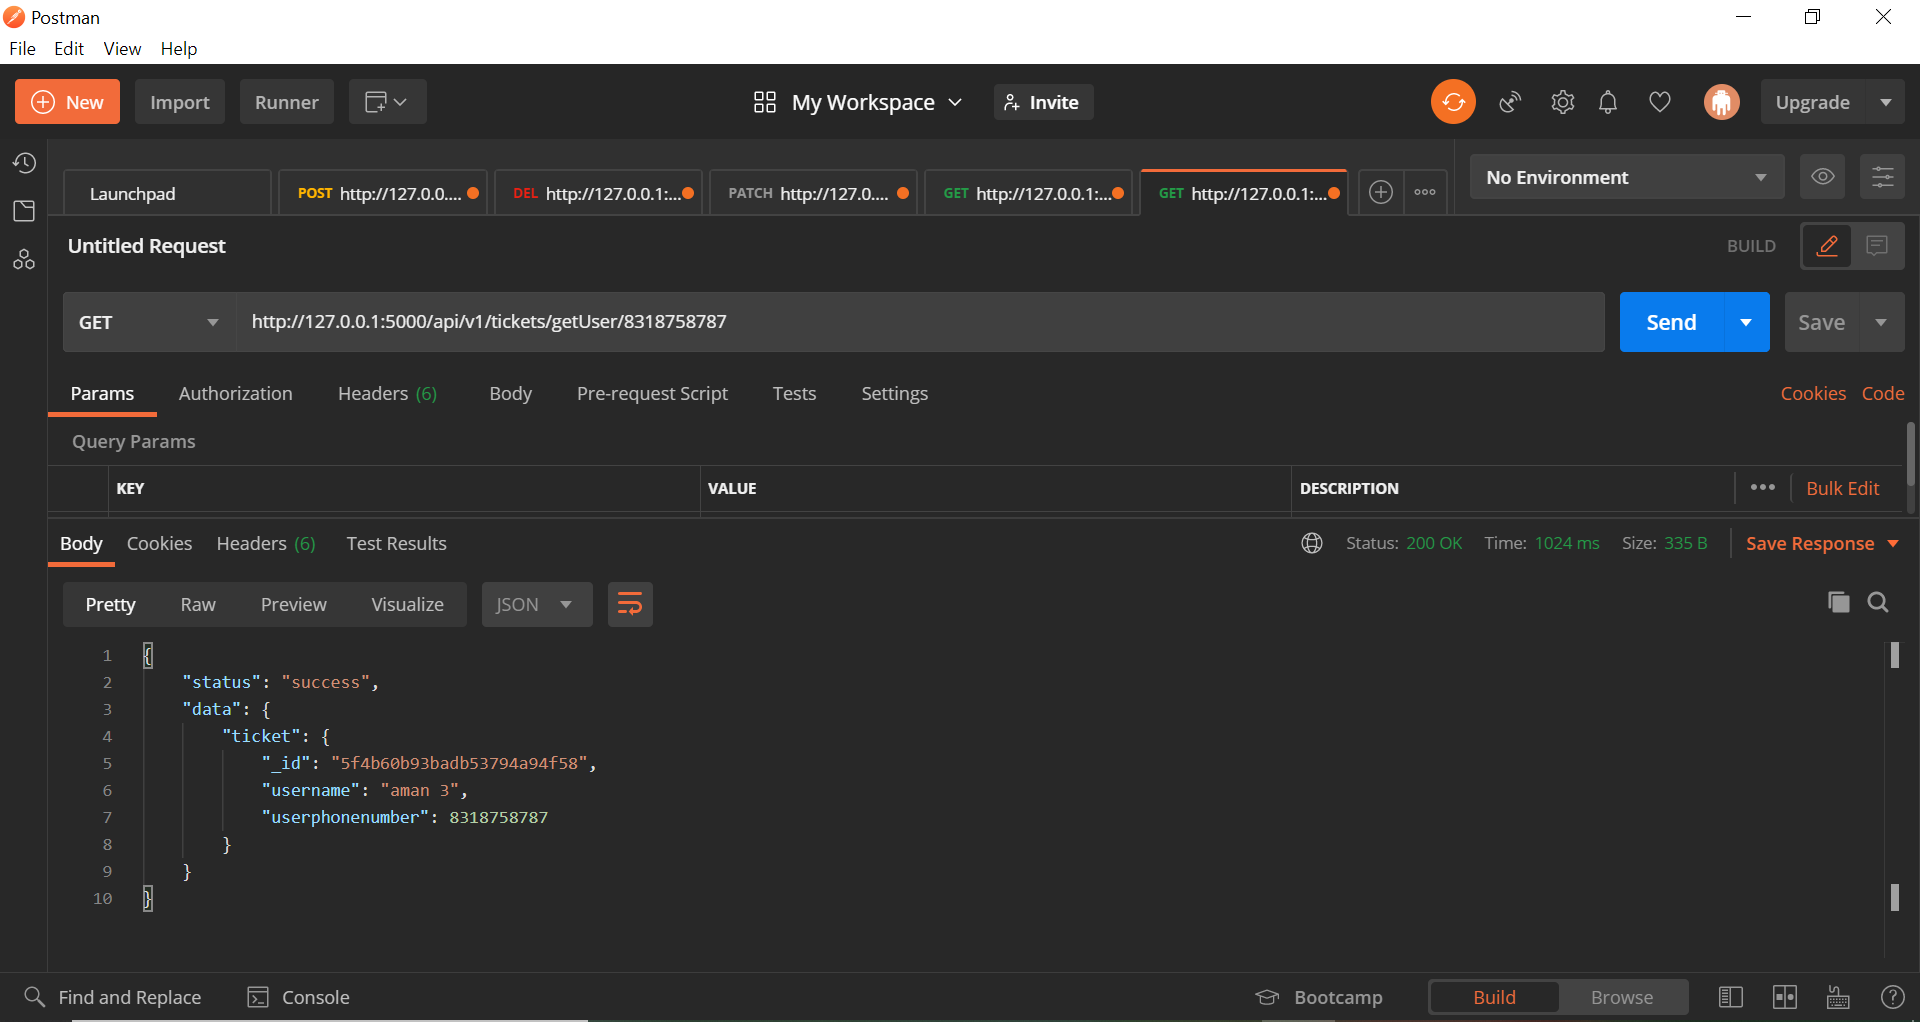 Postman
File Edit View Help
New Import Runner My Workspace Invite Upgrade
Launchpad POST http://127.0.0.... DEL http://127.0.0.1:... PATCH http://127.0.... GET http://127.0.0.1:... GET http://127.0.0.1:... No Environment
Untitled Request BUILD
GET http://127.0.0.1:5000/api/v1/tickets/getUser/8318758787 Send Save
Params Authorization Headers (6) Body Pre-request Script Tests Settings Cookies Code
Query Params
KEY VALUE DESCRIPTION Bulk Edit
Body Cookies Headers (6) Test Results Status: 200 OK Time: 1024 ms Size: 335 B Save Response
Pretty Raw Preview Visualize JSON
1 {
2 "status": "success",
3 "data": {
4 "ticket": {
5 "_id": "5f4b60b93badb53794a94f58",
6 "username": "aman 3",
7 "userphonenumber": 8318758787
8 }
9 }
10 }
Find and Replace Console Bootcamp Build Browse